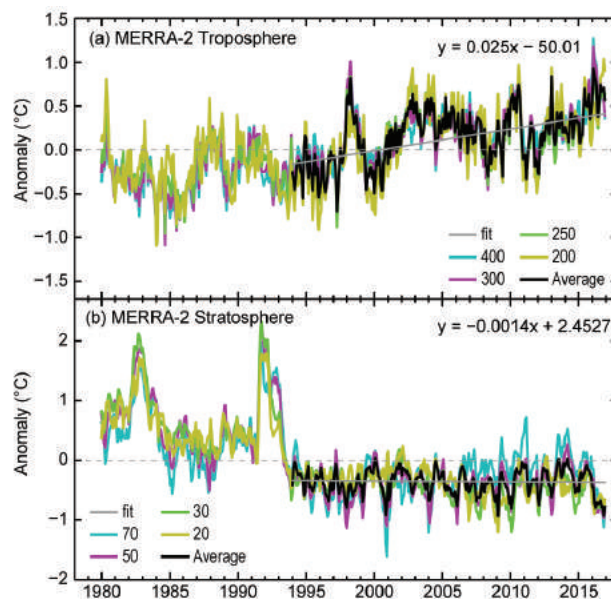 (a) MERRA-2 Troposphere
y = 0.025x − 50.01
1.5
1.0
0.5
0.0
−0.5
−1.0
−1.5
Anomaly (°C)
fit
250
400
200
300
Average
(b) MERRA-2 Stratosphere
y = −0.0014x + 2.4527
2
1
0
−1
−2
Anomaly (°C)
fit
30
70
20
50
Average
1980 1985 1990 1995 2000 2005 2010 2015